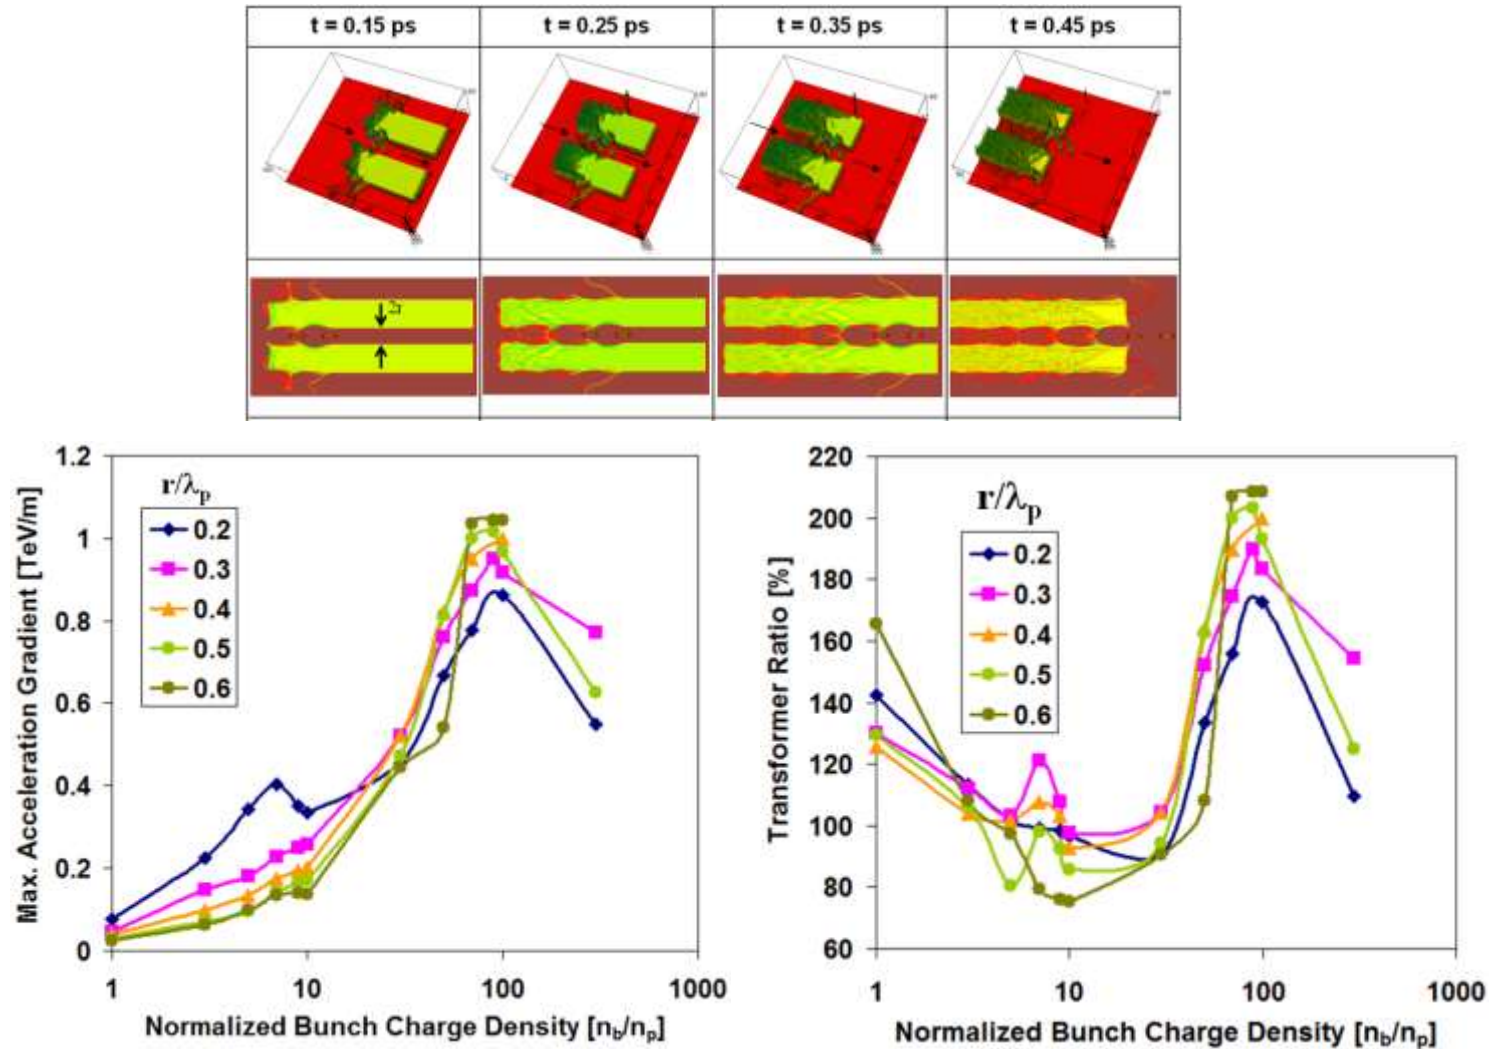 t = 0.15 ps t = 0.25 ps t = 0.35 ps t = 0.45 ps
Max. Acceleration Gradient [TeV/m]
1.2
1
0.8
0.6
0.4
0.2
0
r/λp
0.2
0.3
0.4
0.5
0.6
1 10 100 1000
Normalized Bunch Charge Density [nb/np]
Transformer Ratio [%]
220
200
180
160
140
120
100
80
60
r/λp
0.2
0.3
0.4
0.5
0.6
1 10 100 1000
Normalized Bunch Charge Density [nb/np]